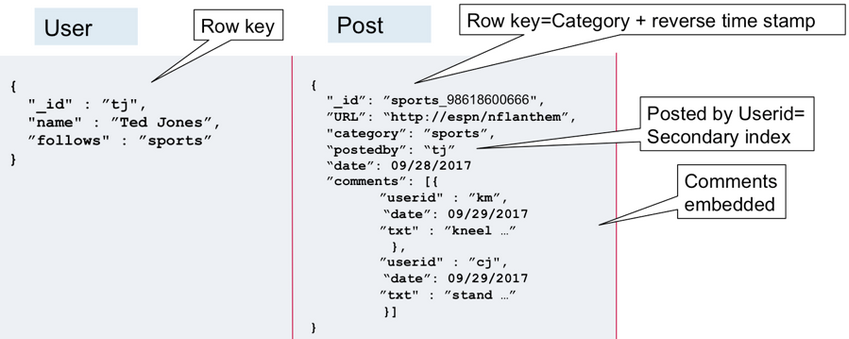 User
Row key
{
"_id" : ”tj",
"name" : ”Ted Jones”,
”follows" : ”sports”
}
Post
Row key=Category + reverse time stamp
{
"_id”: ”sports_98618600666",
”URL”: “http://espn/nflanthem”,
"category”: ”sports”,
“postedby”: “tj”
“date”: 09/28/2017
”comments”: [{
”userid" : ”km”,
“date”: 09/29/2017
”txt" : ”kneel …”
},
”userid" : ”cj",
“date”: 09/29/2017
”txt" : ”stand …”
}]
}
Posted by Userid=
Secondary index
Comments
embedded